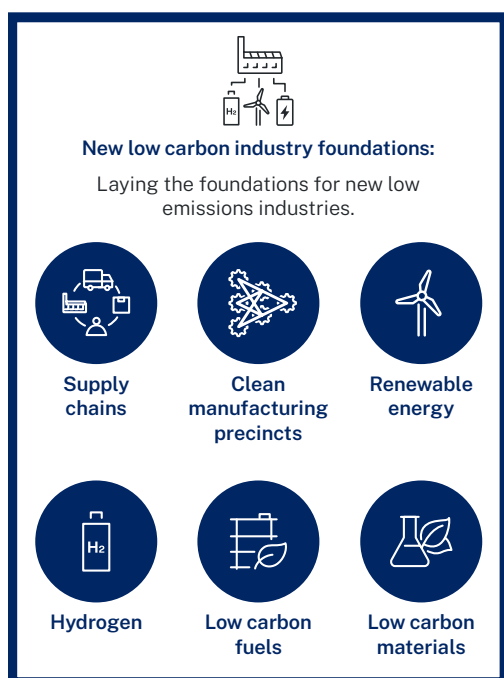 H₂
New low carbon industry foundations:
Laying the foundations for new low
emissions industries.
Supply
chains
Clean
manufacturing
precincts
Renewable
energy
H₂
Hydrogen
Low carbon
fuels
Low carbon
materials